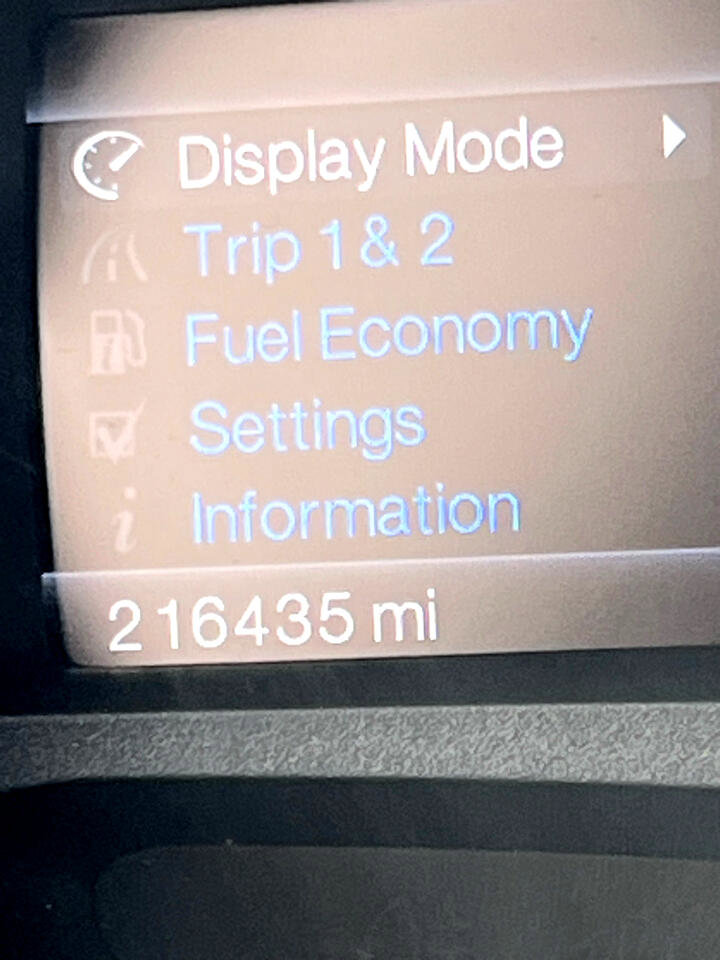 Display Mode
Trip 1 & 2
Fuel Economy
Settings
Information
216435 mi